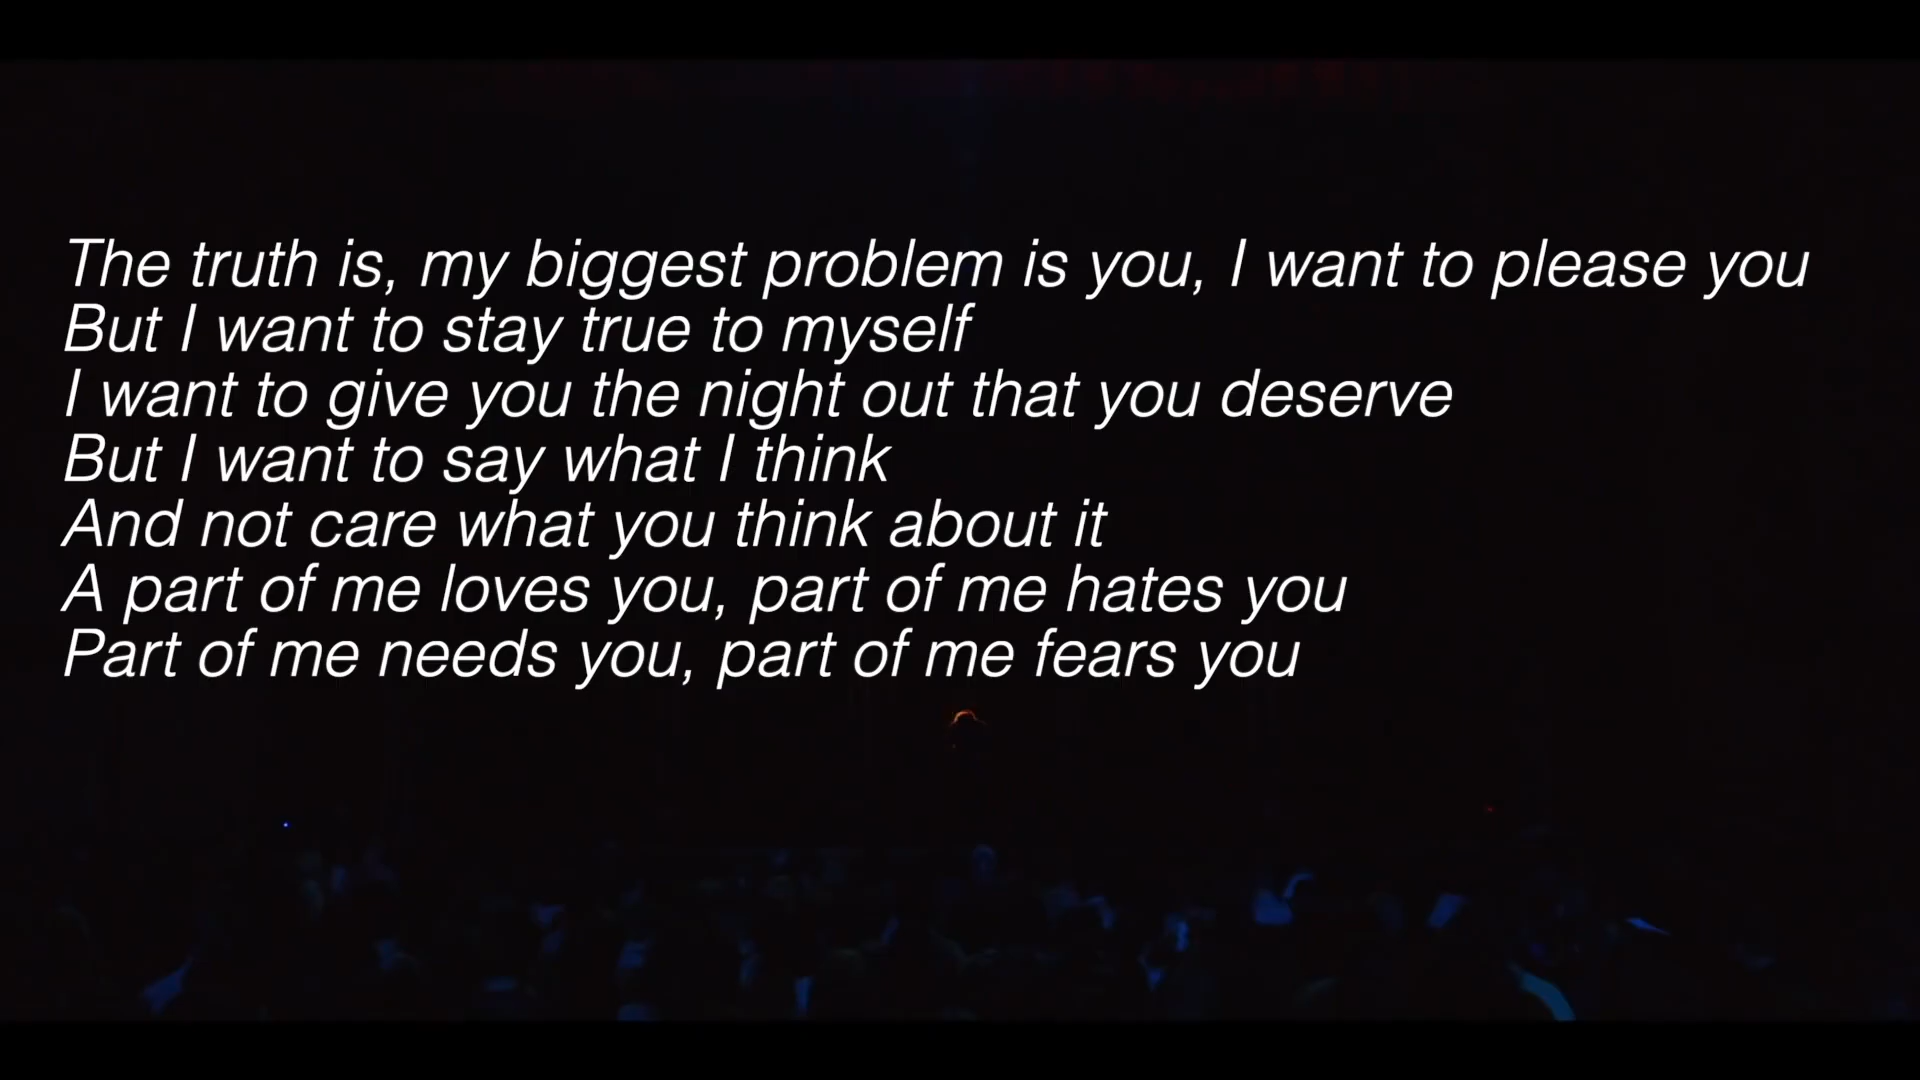 The truth is, my biggest problem is you, I want to please you
But I want to stay true to myself
I want to give you the night out that you deserve
But I want to say what I think
And not care what you think about it
A part of me loves you, part of me hates you
Part of me needs you, part of me fears you